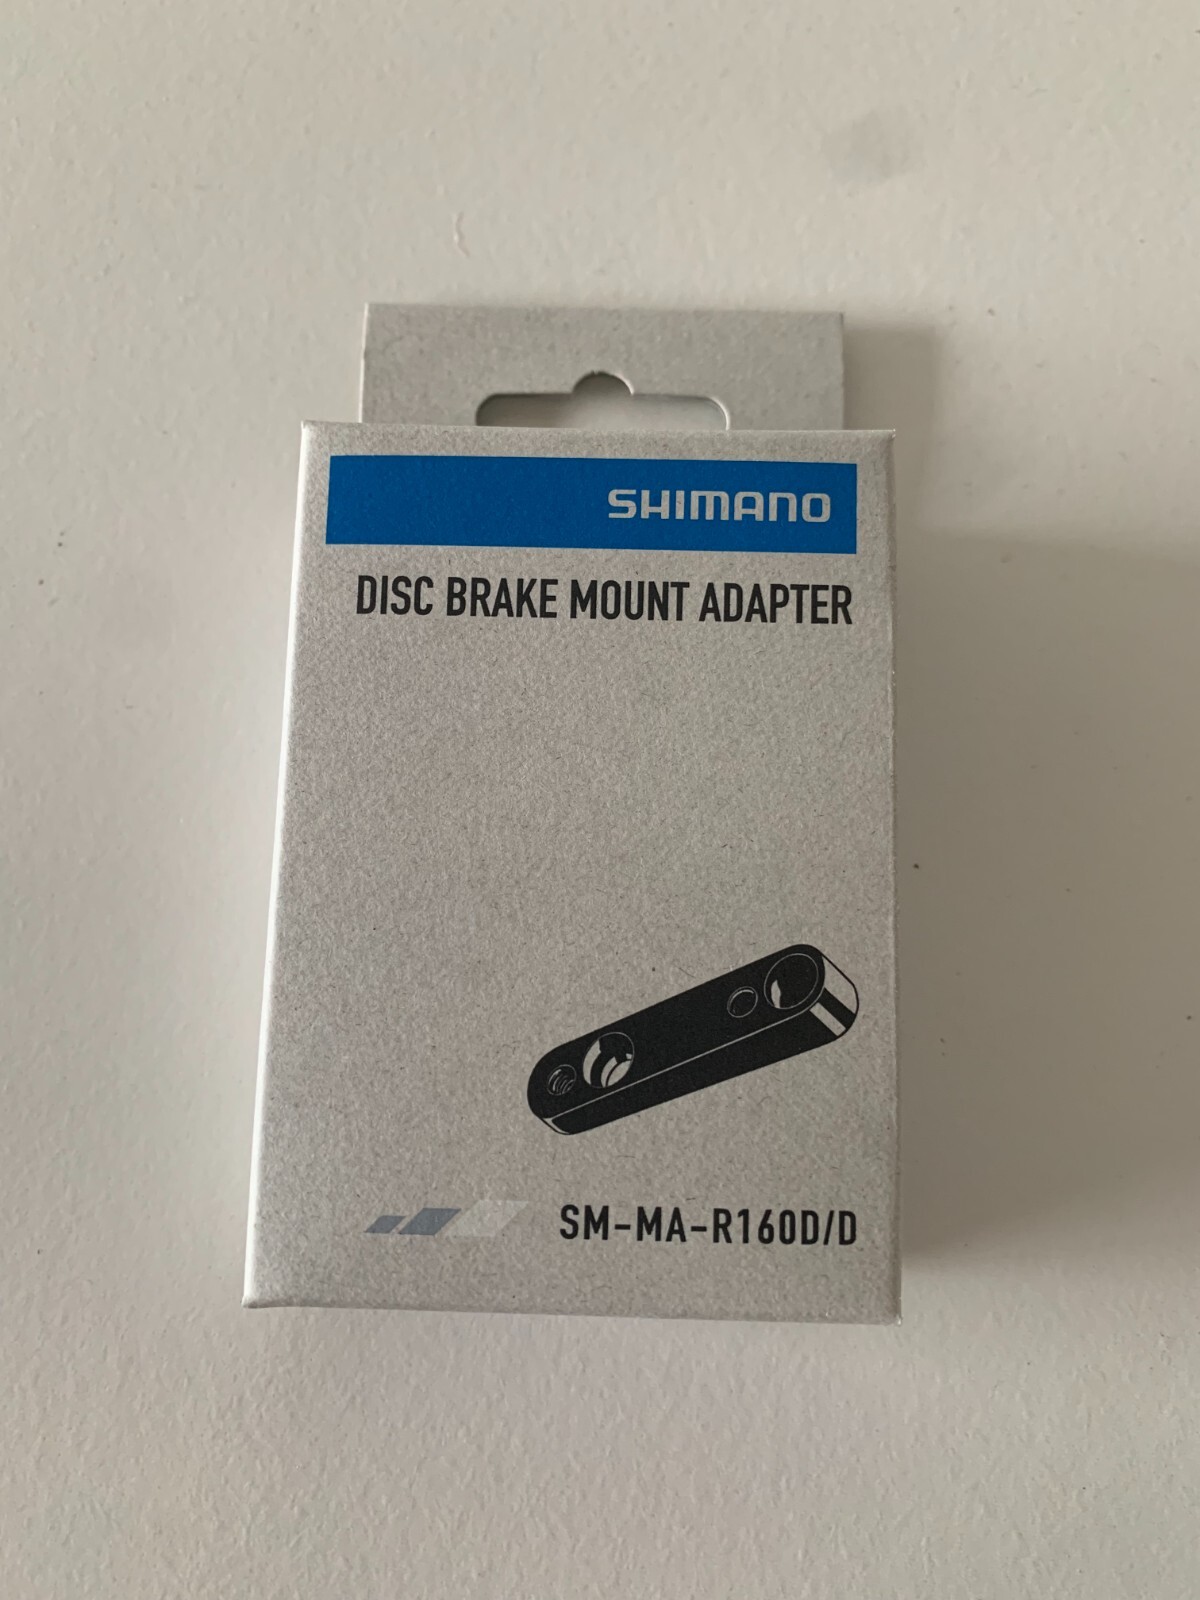 SHIMANO
DISC BRAKE MOUNT ADAPTER
SM-MA-R160D/D